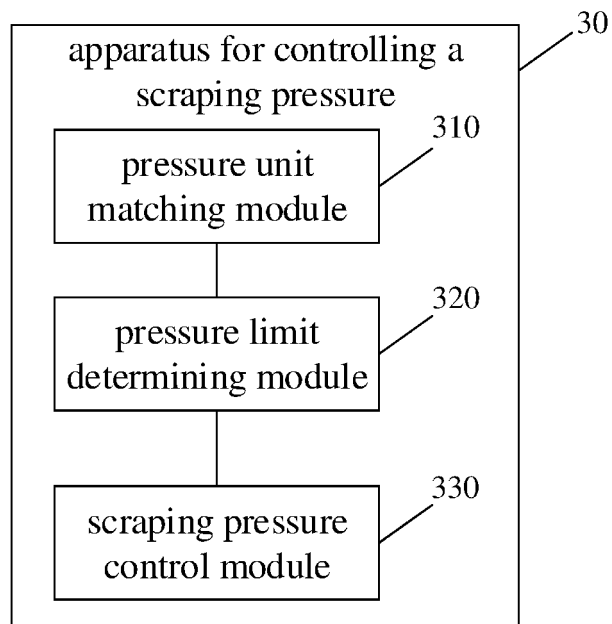 30
apparatus for controlling a
scraping pressure
310
pressure unit
matching module
320
pressure limit
determining module
330
scraping pressure
control module